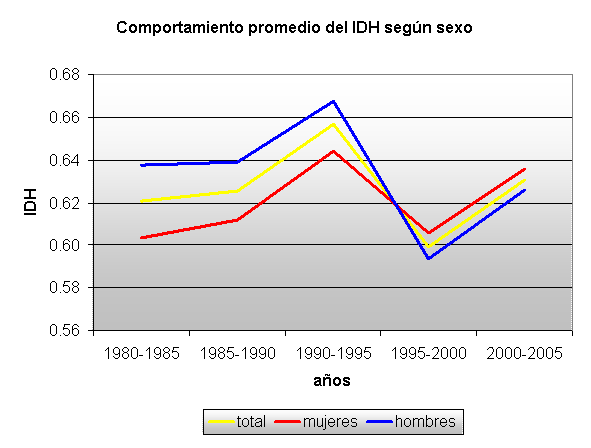 Comportamiento promedio del IDH según sexo
0.68
0.66
0.64
0.62
0.60
0.58
0.56
IDH
1980-1985 1985-1990 1990-1995 1995-2000 2000-2005
años
total mujeres hombres